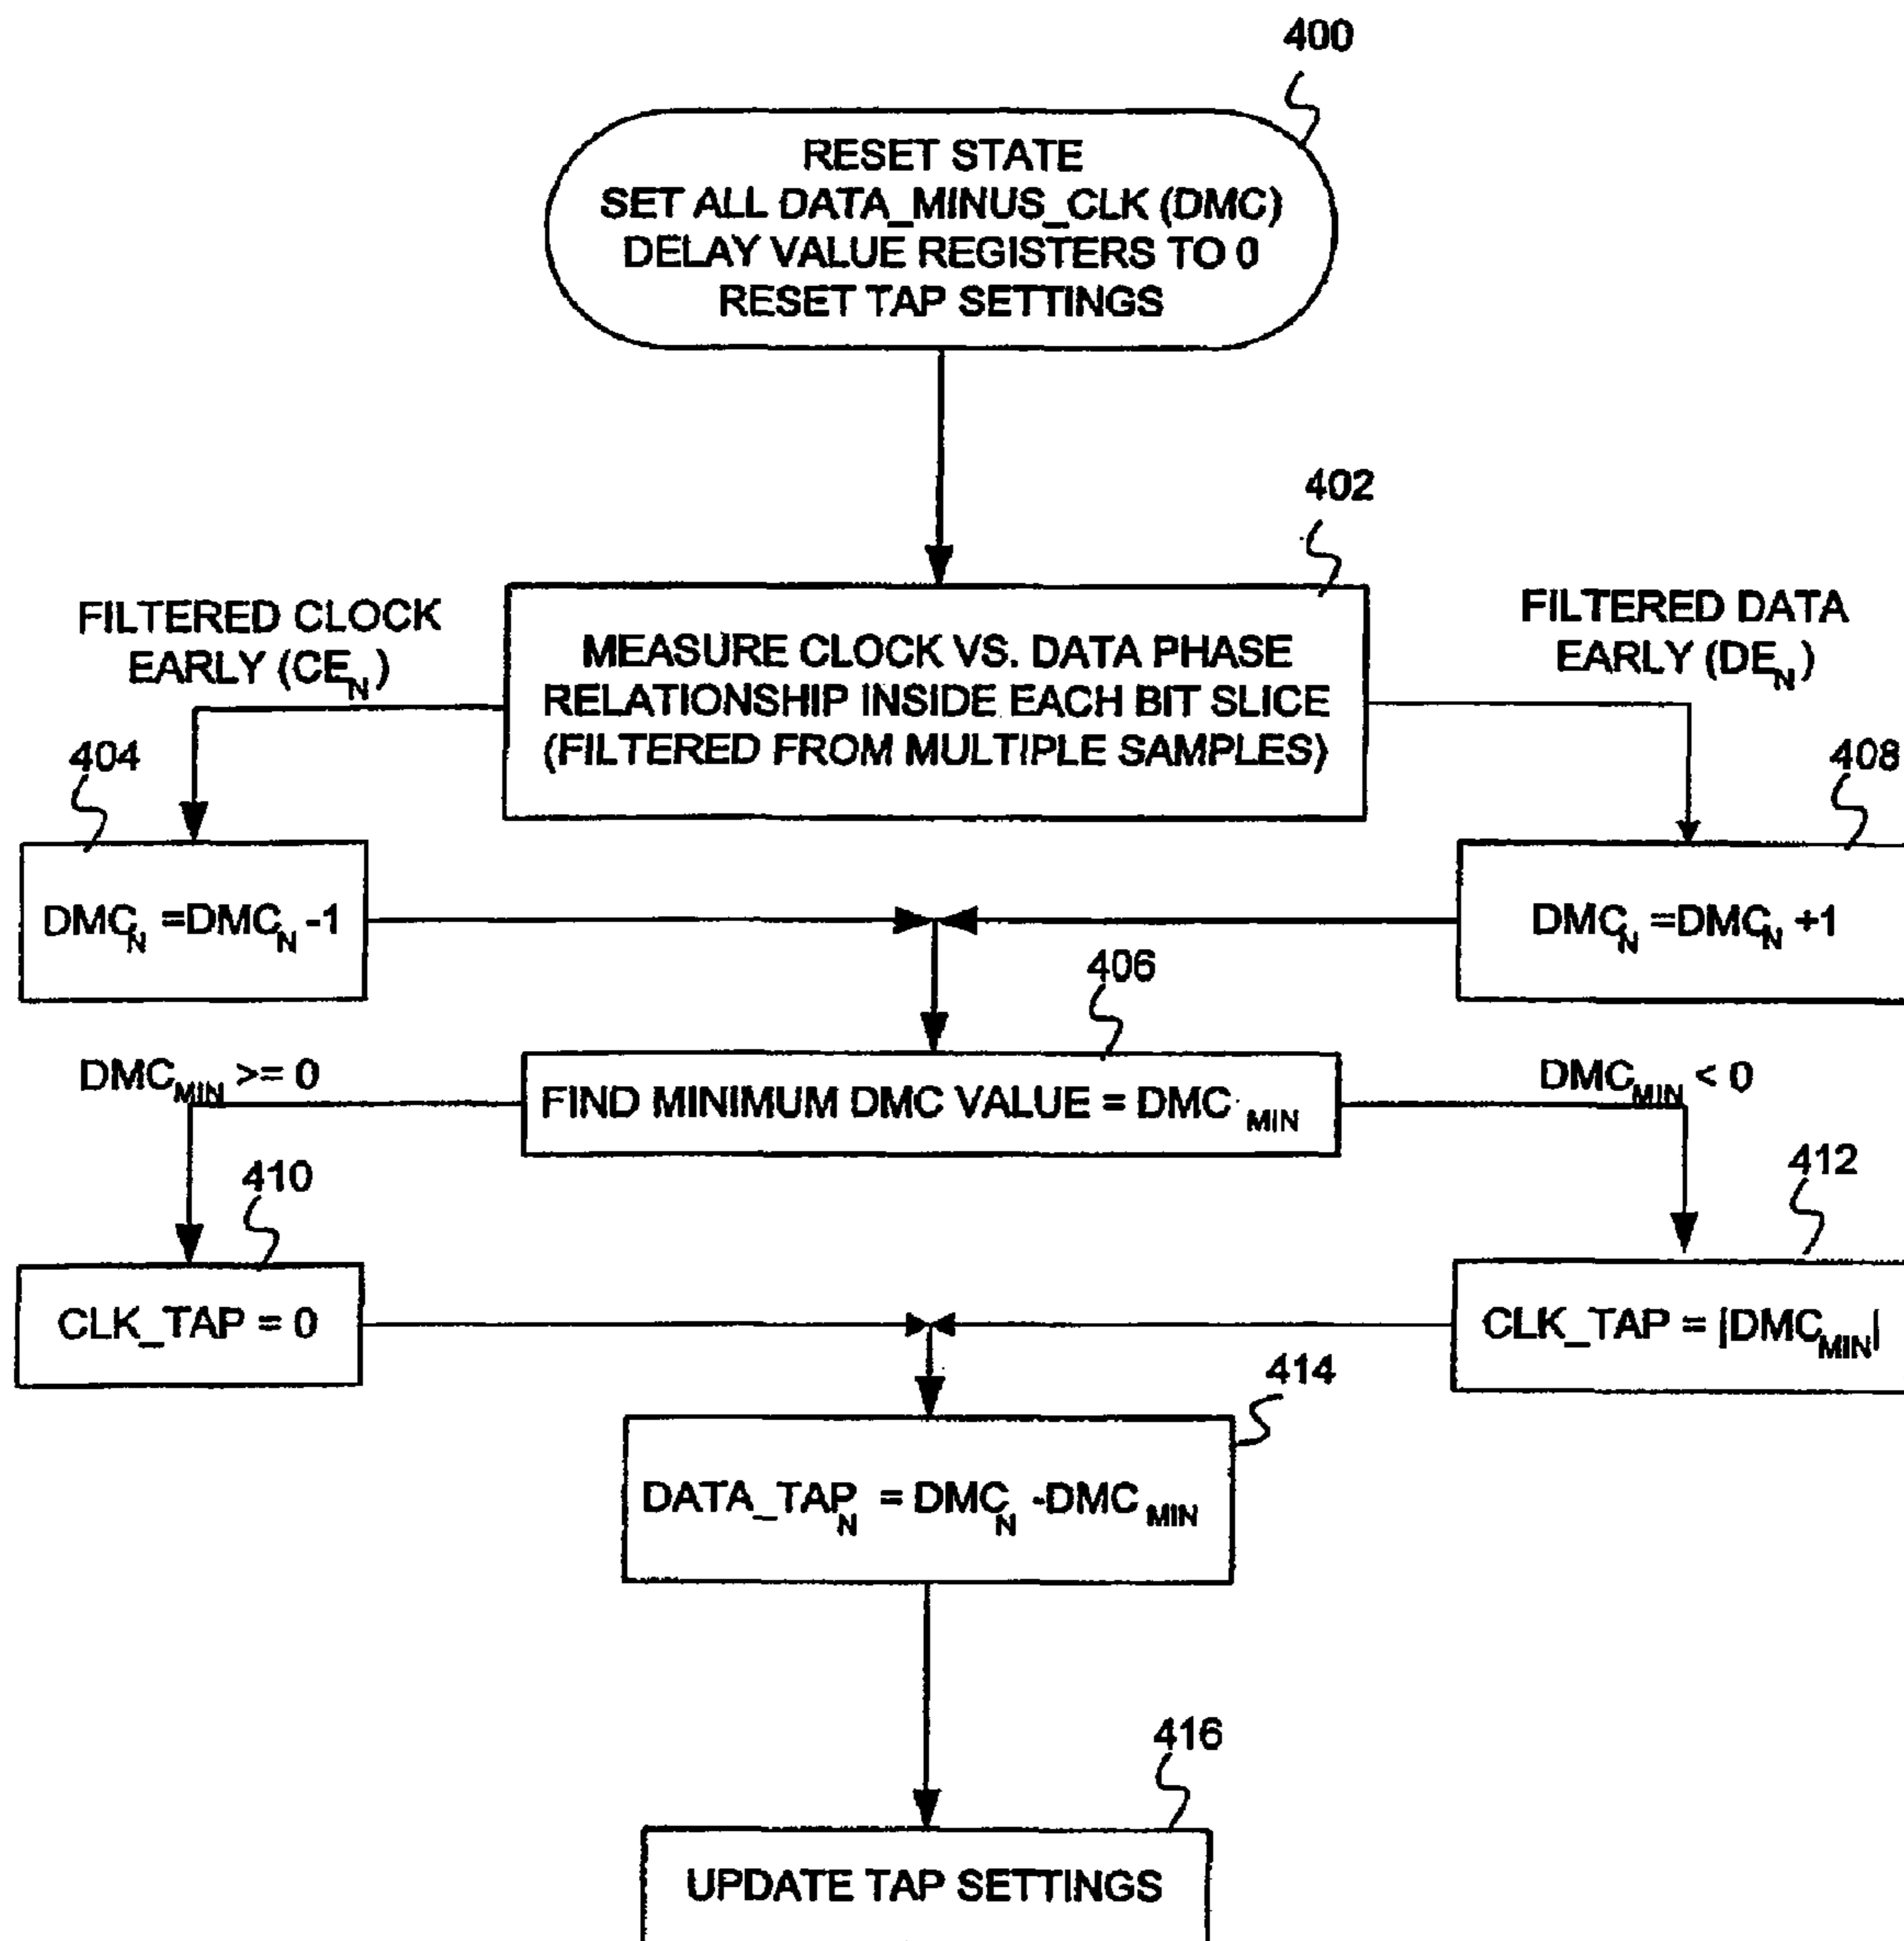 400
RESET STATE
SET ALL DATA_MINUS_CLK (DMC)
DELAY VALUE REGISTERS TO 0
RESET TAP SETTINGS
402
FILTERED CLOCK
EARLY (CE_N)
MEASURE CLOCK VS. DATA PHASE
RELATIONSHIP INSIDE EACH BIT SLICE
(FILTERED FROM MULTIPLE SAMPLES)
FILTERED DATA
EARLY (DE_N)
404
408
DMC_N =DMC_N -1
DMC_N =DMC_N +1
406
DMC_MIN >= 0
FIND MINIMUM DMC VALUE = DMC_MIN
DMC_MIN < 0
410
412
CLK_TAP = 0
CLK_TAP = |DMC_MIN|
414
DATA_TAP_N = DMC_N -DMC_MIN
416
UPDATE TAP SETTINGS